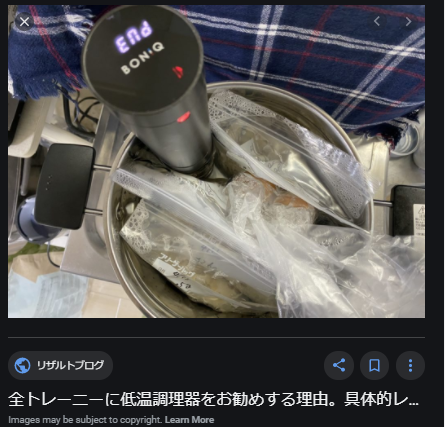 End
BONIQ
リザルトブログ
全トレーニーに低温調理器をお勧めする理由。具体的レ...
Images may be subject to copyright. Learn More